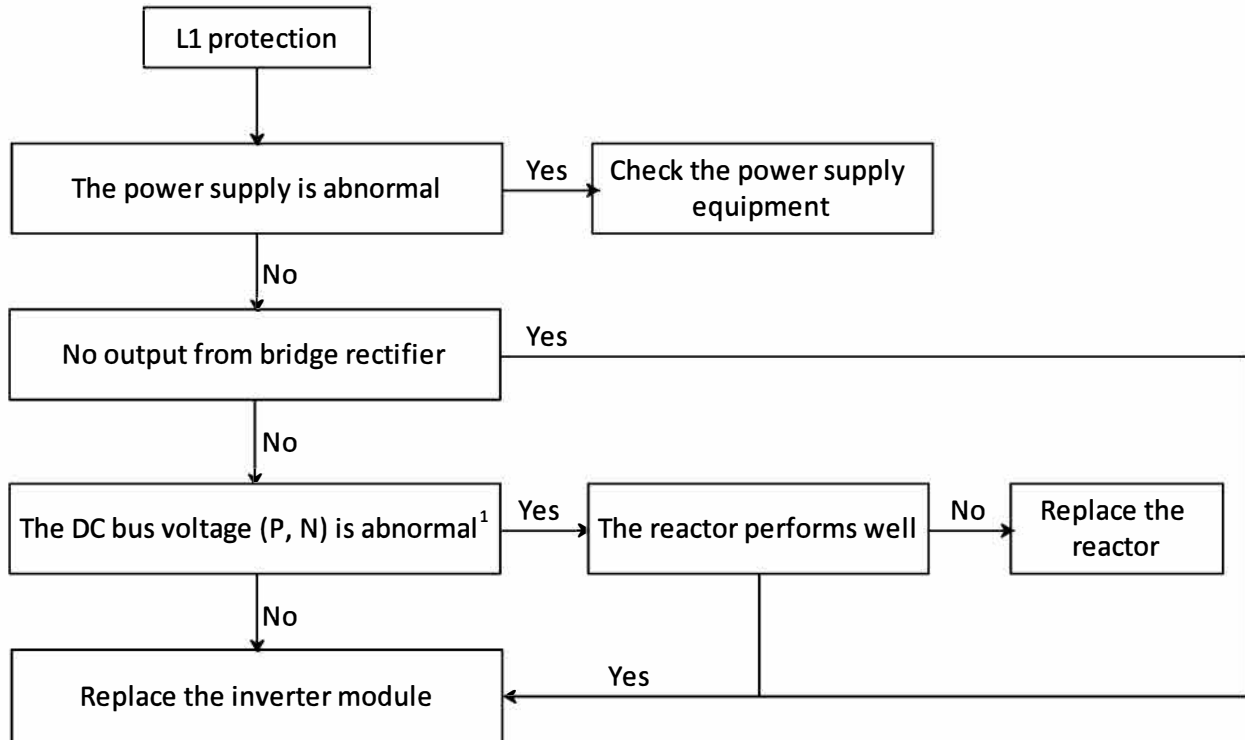 L1 protection
The power supply is abnormal
Yes
Check the power supply
equipment
No
No output from bridge rectifier
Yes
No
The DC bus voltage (P, N) is abnormal¹
Yes
The reactor performs well
No
Replace the
reactor
No
Replace the inverter module
Yes